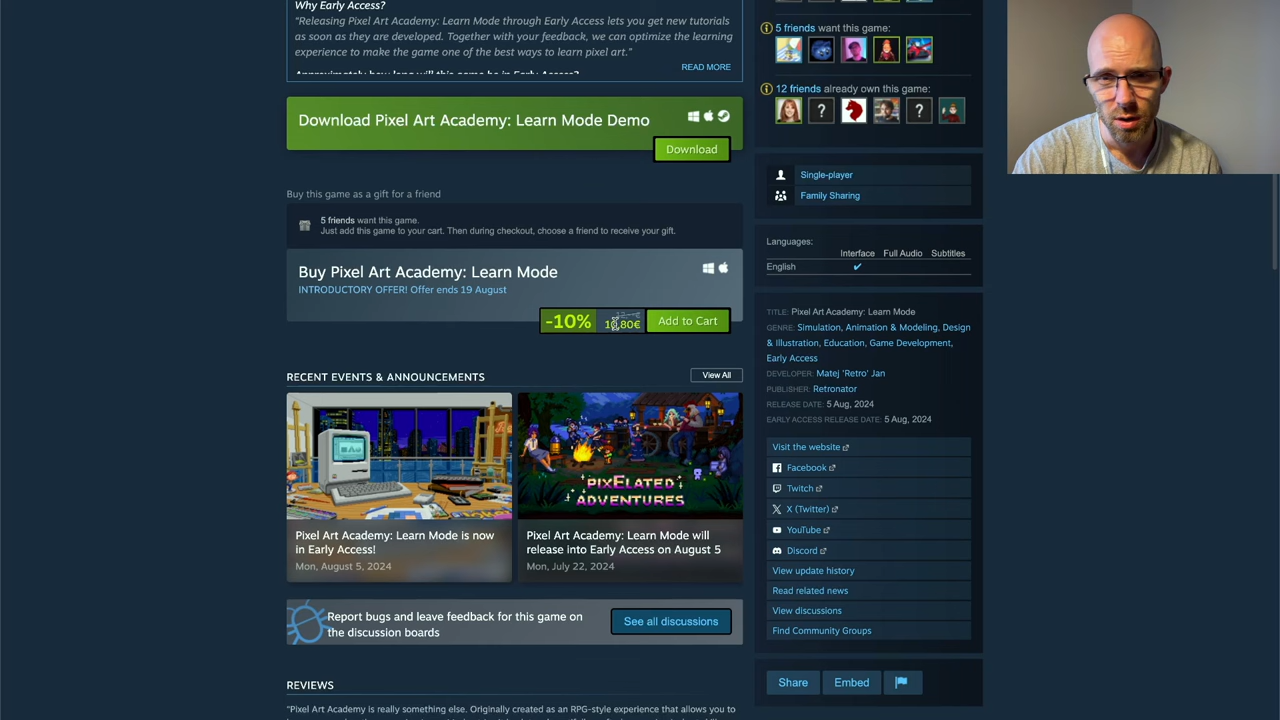 Why Early Access?
"Releasing Pixel Art Academy: Learn Mode through Early Access lets you get new tutorials
as soon as they are developed. Together with your feedback, we can optimize the learning
experience to make the game one of the best ways to learn pixel art."
Approximately how long will this game be in Early Access?
READ MORE
Download Pixel Art Academy: Learn Mode Demo
Download
Buy this game as a gift for a friend
5 friends want this game.
Just add this game to your cart. Then during checkout, choose a friend to receive your gift.
Buy Pixel Art Academy: Learn Mode
INTRODUCTORY OFFER! Offer ends 19 August
-10%
10,80€
Add to Cart
RECENT EVENTS & ANNOUNCEMENTS
View All
PIXELATED
ADVENTURES
Pixel Art Academy: Learn Mode is now
in Early Access!
Mon, August 5, 2024
Pixel Art Academy: Learn Mode will
release into Early Access on August 5
Mon, July 22, 2024
Report bugs and leave feedback for this game on
the discussion boards
See all discussions
REVIEWS
"Pixel Art Academy is really something else. Originally created as an RPG-style experience that allows you to
5 friends want this game:
12 friends already own this game:
?
?
Single-player
Family Sharing
Languages:
Interface Full Audio Subtitles
English ✔
TITLE: Pixel Art Academy: Learn Mode
GENRE: Simulation, Animation & Modeling, Design
& Illustration, Education, Game Development,
Early Access
DEVELOPER: Matej 'Retro' Jan
PUBLISHER: Retronator
RELEASE DATE: 5 Aug, 2024
EARLY ACCESS RELEASE DATE: 5 Aug, 2024
Visit the website
Facebook
Twitch
X (Twitter)
YouTube
Discord
View update history
Read related news
View discussions
Find Community Groups
Share
Embed